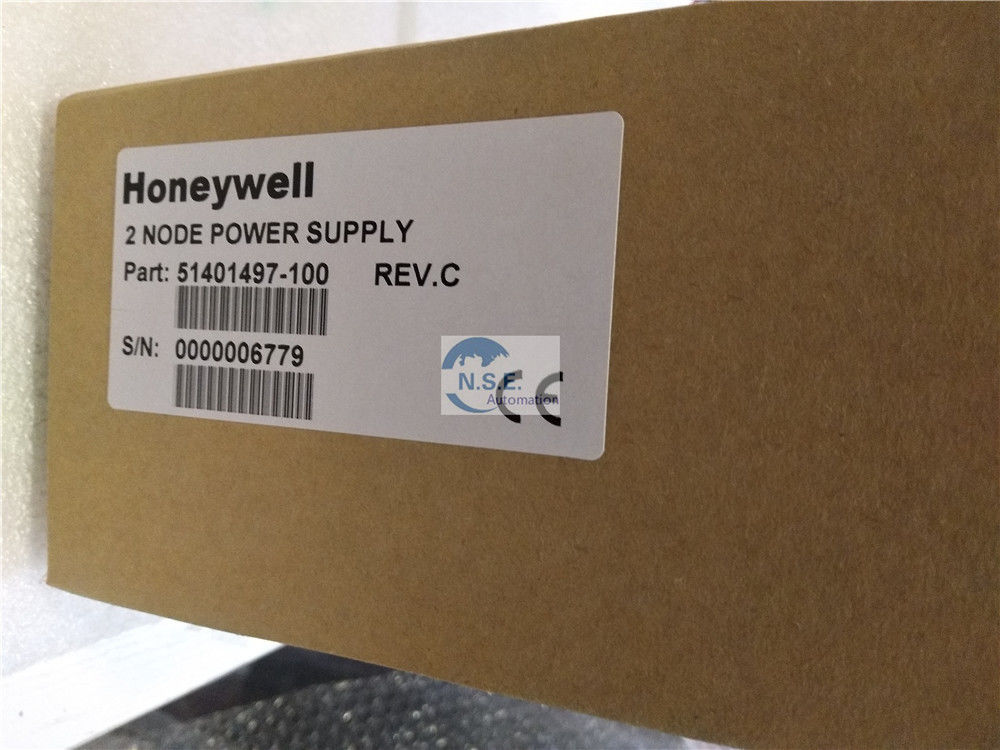 Honeywell
2 NODE POWER SUPPLY
Part: 51401497-100 REV.C
S/N: 0000006779
N.S.E.
Automation
CE